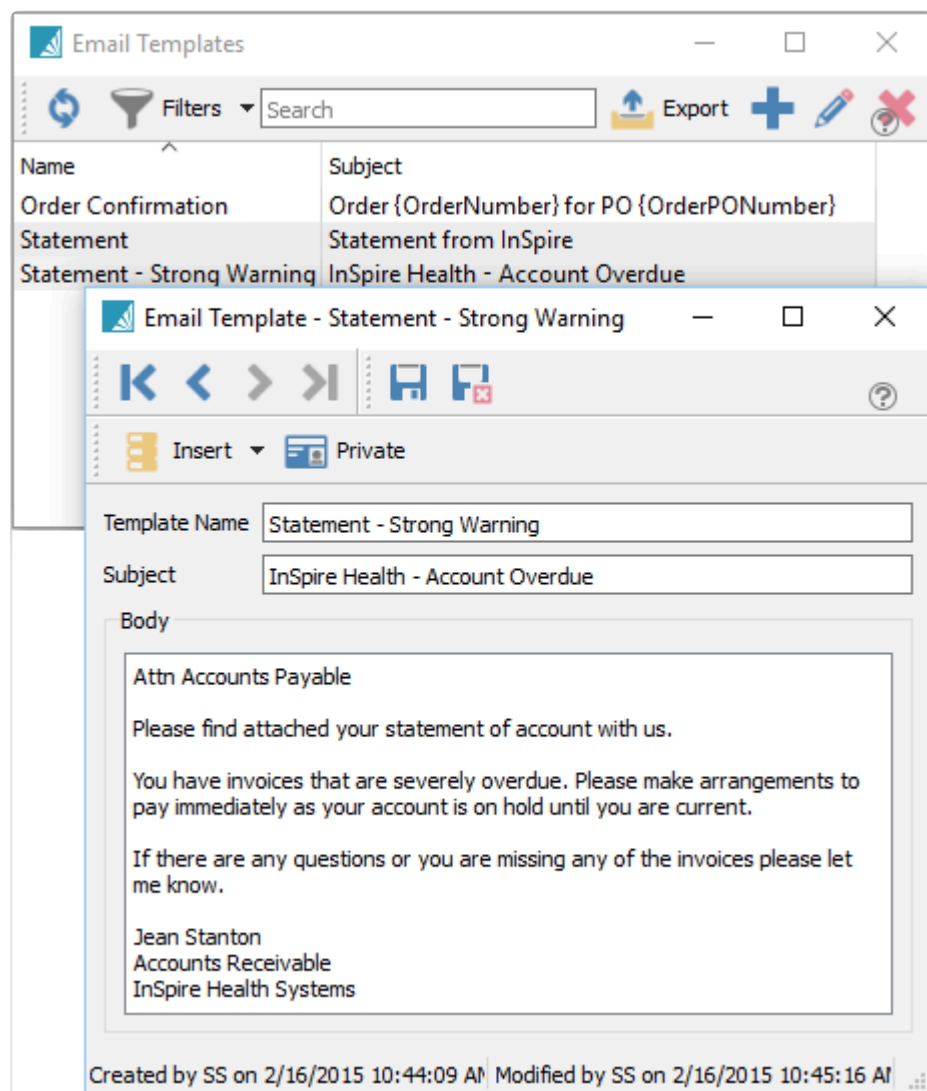 Email Templates
Filters
Search
Export
Name
Subject
Order Confirmation
Order {OrderNumber} for PO {OrderPONumber}
Statement
Statement from InSpire
Statement - Strong Warning
InSpire Health - Account Overdue
Email Template - Statement - Strong Warning
Insert
Private
Template Name
Statement - Strong Warning
Subject
InSpire Health - Account Overdue
Body
Attn Accounts Payable
Please find attached your statement of account with us.
You have invoices that are severely overdue. Please make arrangements to
pay immediately as your account is on hold until you are current.
If there are any questions or you are missing any of the invoices please let
me know.
Jean Stanton
Accounts Receivable
InSpire Health Systems
Created by SS on 2/16/2015 10:44:09
Modified by SS on 2/16/2015 10:45:16